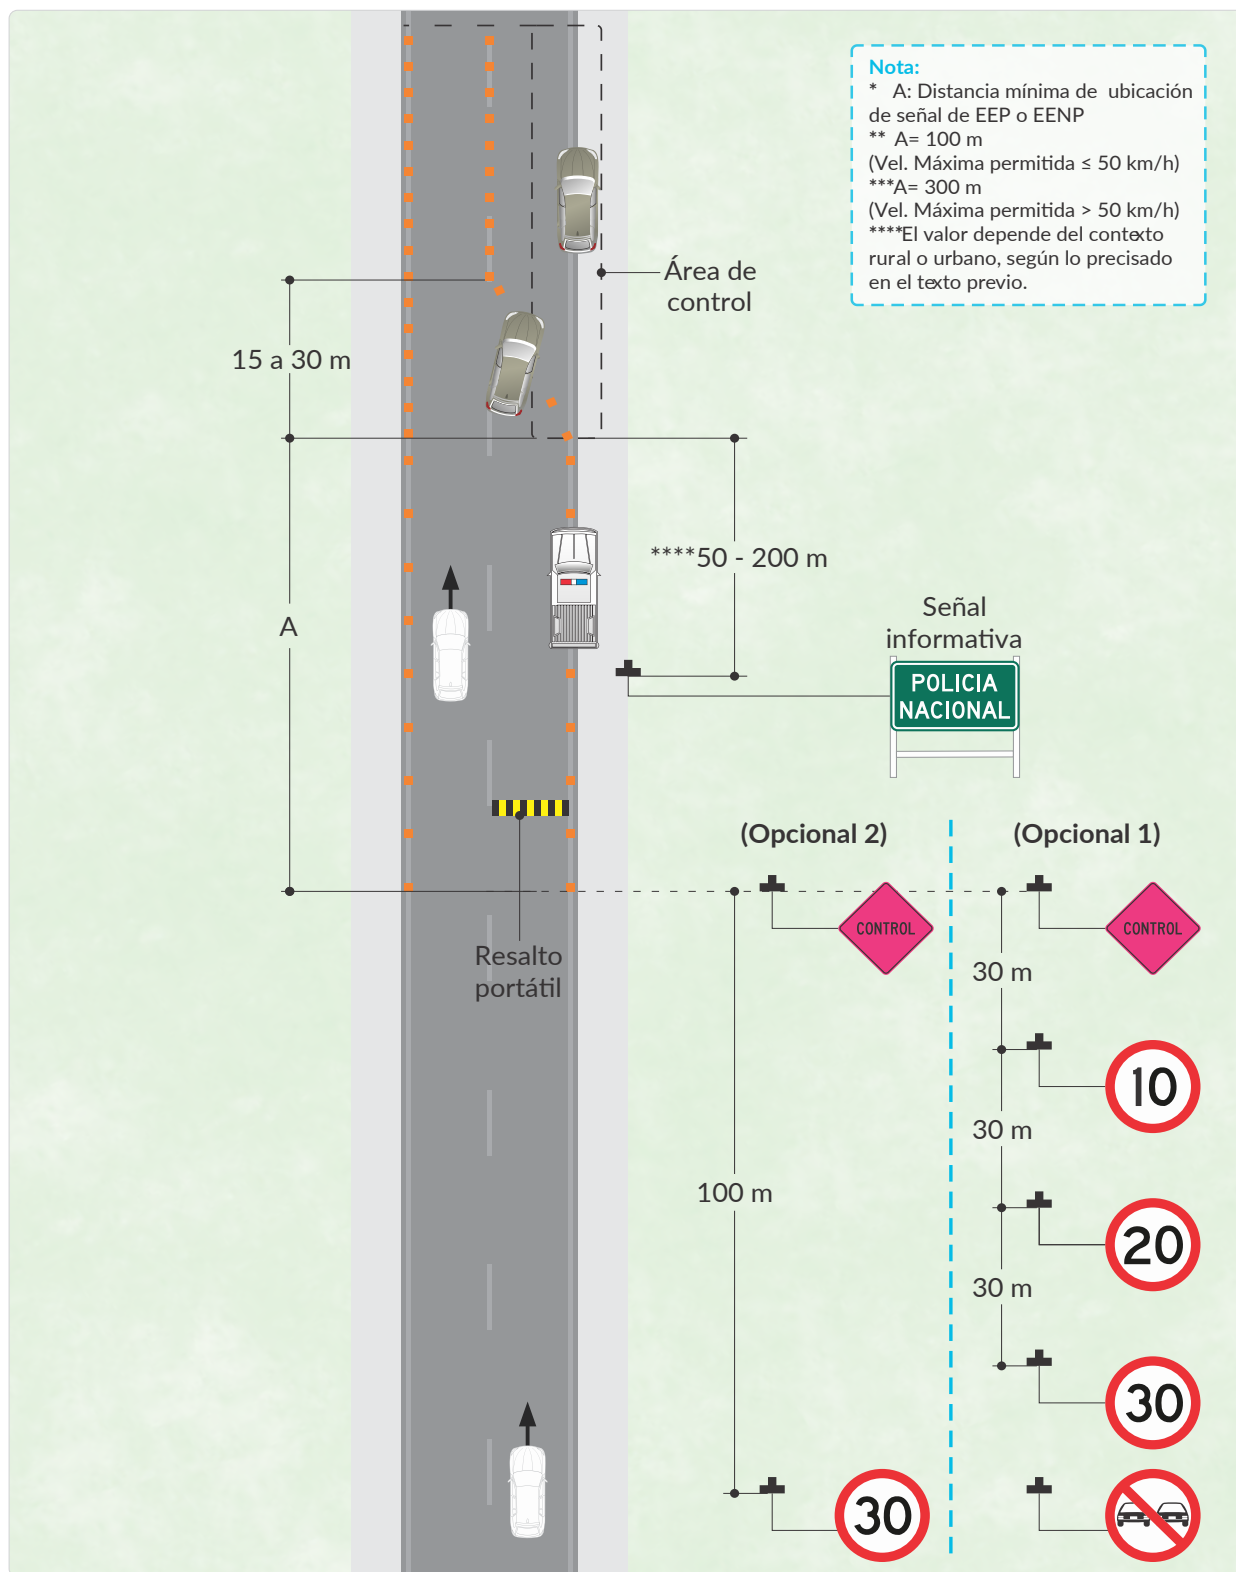 Nota:
* A: Distancia mínima de ubicación
de señal de EEP o EENP
** A= 100 m
(Vel. Máxima permitida ≤ 50 km/h)
***A= 300 m
(Vel. Máxima permitida > 50 km/h)
****El valor depende del contexto
rural o urbano, según lo precisado
en el texto previo.
Área de
control
15 a 30 m
****50 - 200 m
A
Señal
informativa
POLICIA
NACIONAL
(Opcional 2)
(Opcional 1)
CONTROL
CONTROL
Resalto
portátil
30 m
10
30 m
100 m
20
30 m
30
30